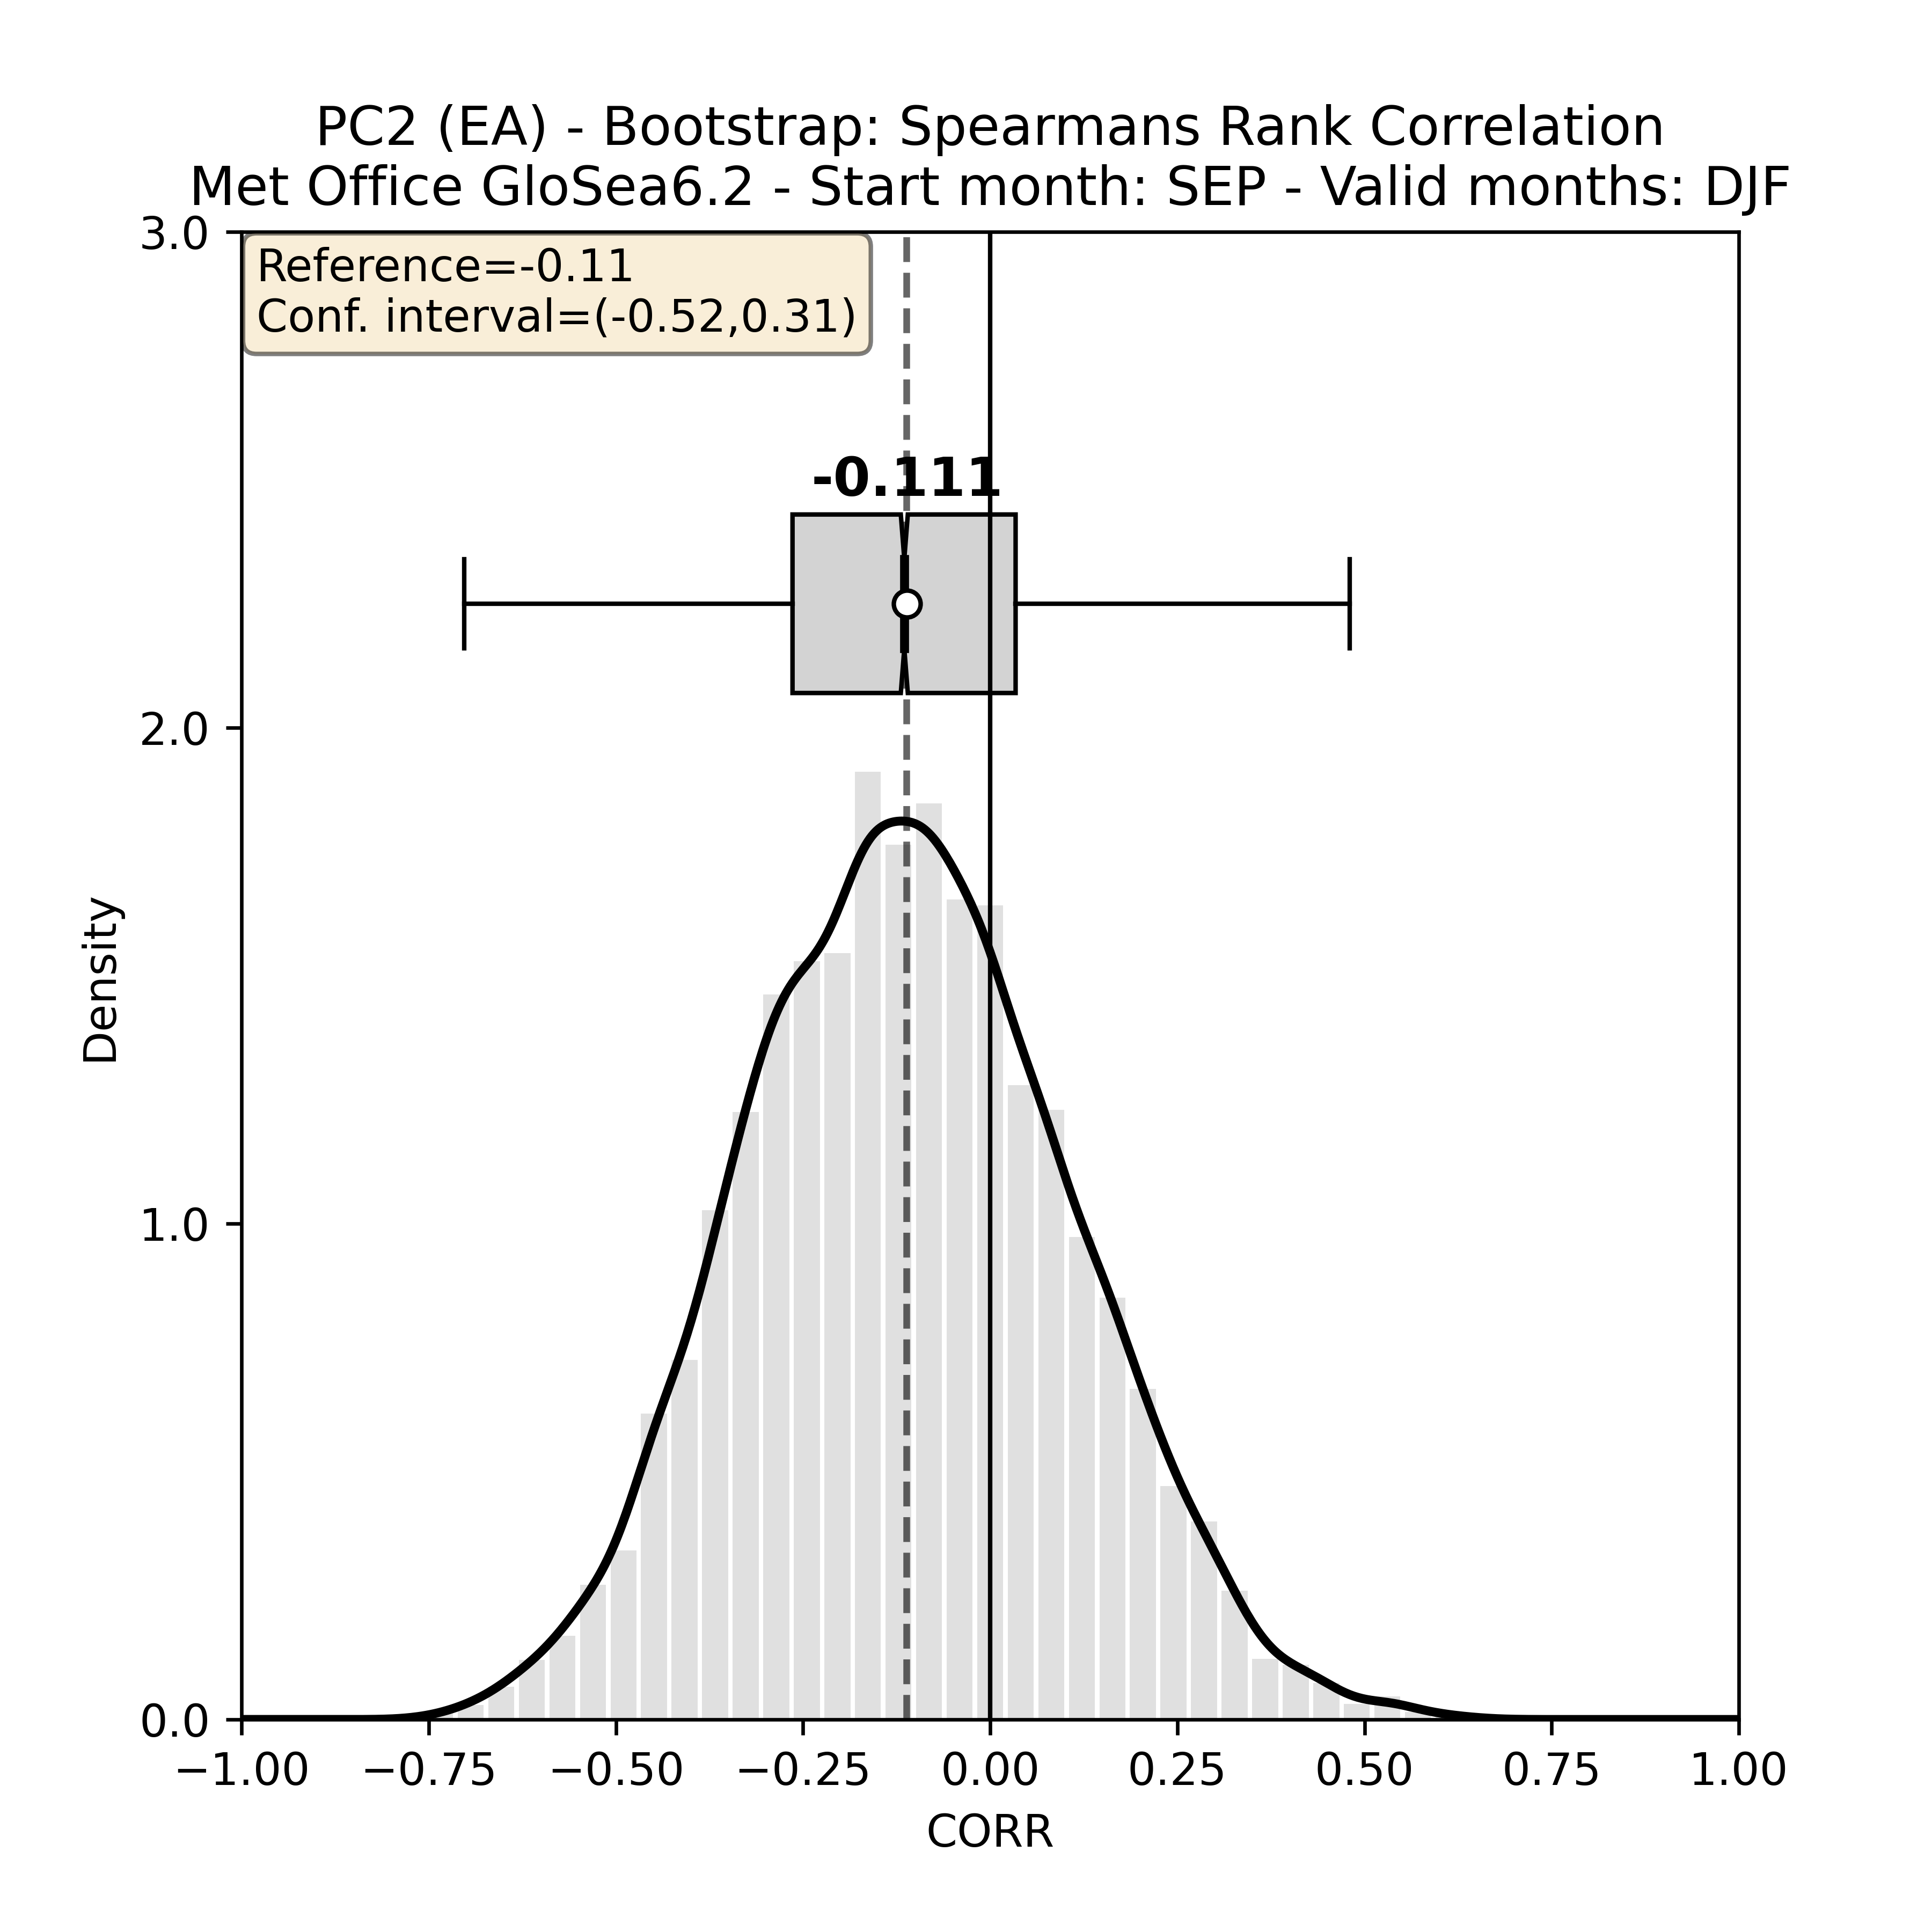 PC2 (EA) - Bootstrap: Spearmans Rank Correlation
Met Office GloSea6.2 - Start month: SEP - Valid months: DJF
Reference=-0.11
Conf. interval=(-0.52,0.31)
-0.111
3.0
2.0
1.0
0.0
Density
−1.00 −0.75 −0.50 −0.25 0.00 0.25 0.50 0.75 1.00
CORR